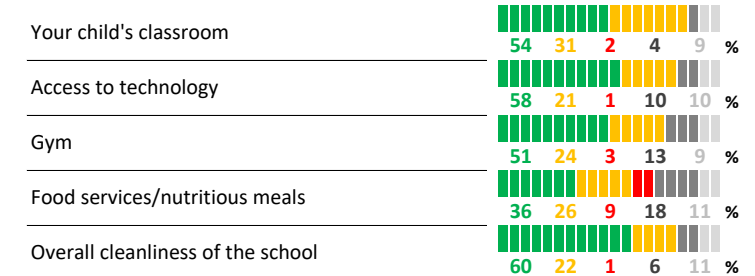 Your child's classroom
54 31 2 4 9 %
Access to technology
58 21 1 10 10 %
Gym
51 24 3 13 9 %
Food services/nutritious meals
36 26 9 18 11 %
Overall cleanliness of the school
60 22 1 6 11 %